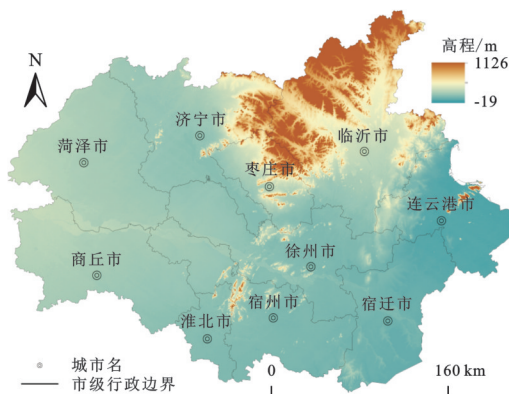 N
高程/m
1126
-19
济宁市
临沂市
菏泽市
枣庄市
连云港市
商丘市
徐州市
宿州市
宿迁市
淮北市
城市名
市级行政边界
0
160 km